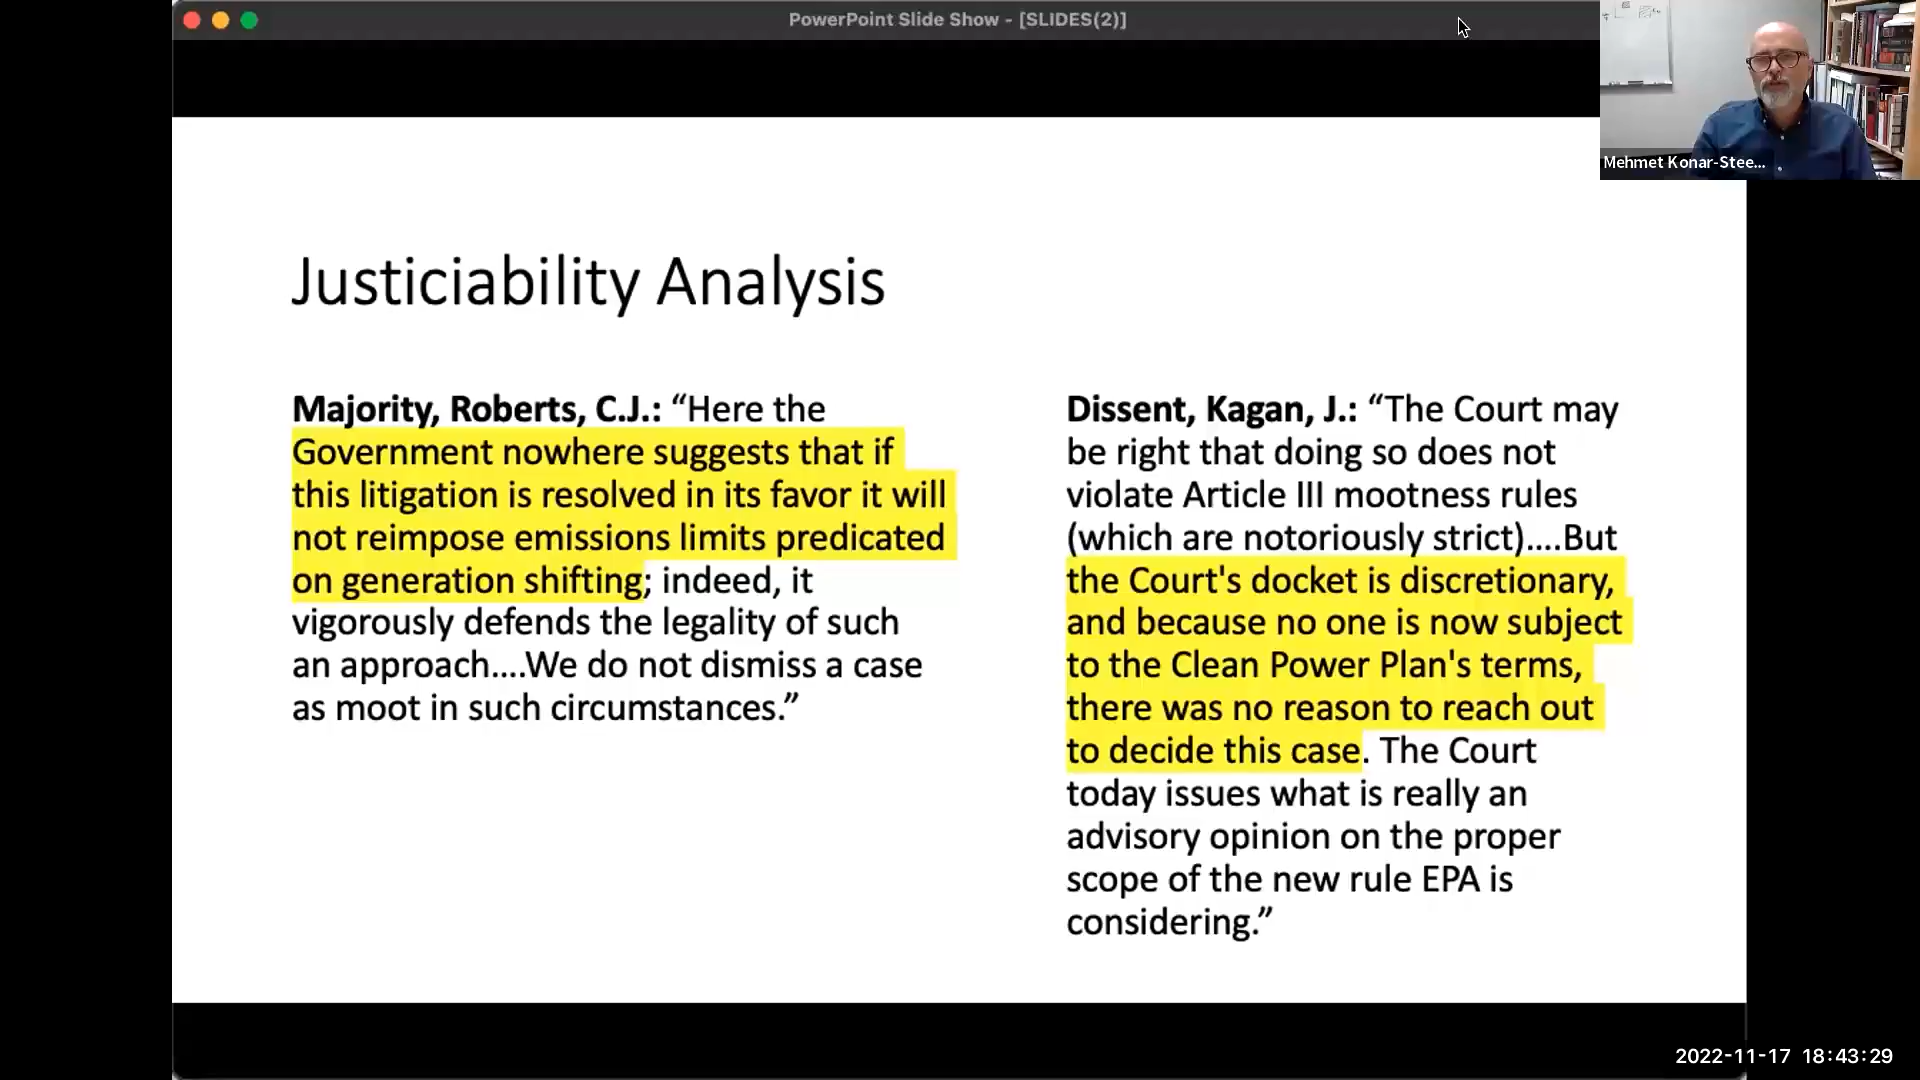 PowerPoint Slide Show - [SLIDES(2)]
Mehmet Konar-Stee...
Justiciability Analysis
Majority, Roberts, C.J.: “Here the
Government nowhere suggests that if
this litigation is resolved in its favor it will
not reimpose emissions limits predicated
on generation shifting; indeed, it
vigorously defends the legality of such
an approach....We do not dismiss a case
as moot in such circumstances.”
Dissent, Kagan, J.: “The Court may
be right that doing so does not
violate Article III mootness rules
(which are notoriously strict)....But
the Court's docket is discretionary,
and because no one is now subject
to the Clean Power Plan's terms,
there was no reason to reach out
to decide this case. The Court
today issues what is really an
advisory opinion on the proper
scope of the new rule EPA is
considering.”
2022-11-17 18:43:29